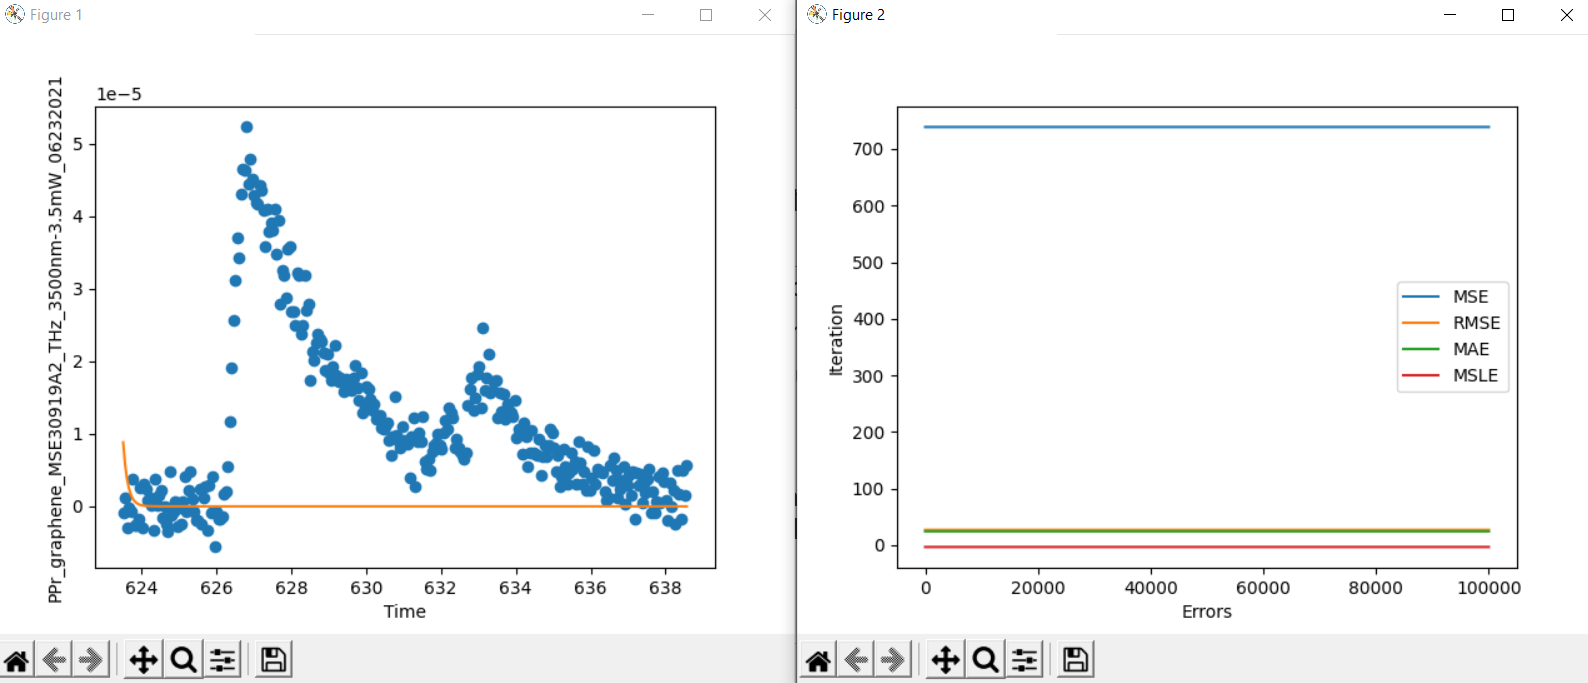 Figure 1
1e−5
5
4
3
2
1
0
PPr_graphene_MSE30919A2_THz_3500nm-3.5mW_06232021
624 626 628 630 632 634 636 638
Time
Figure 2
700
600
500
400
300
200
100
0
Iteration
MSE
RMSE
MAE
MSLE
0 20000 40000 60000 80000 100000
Errors